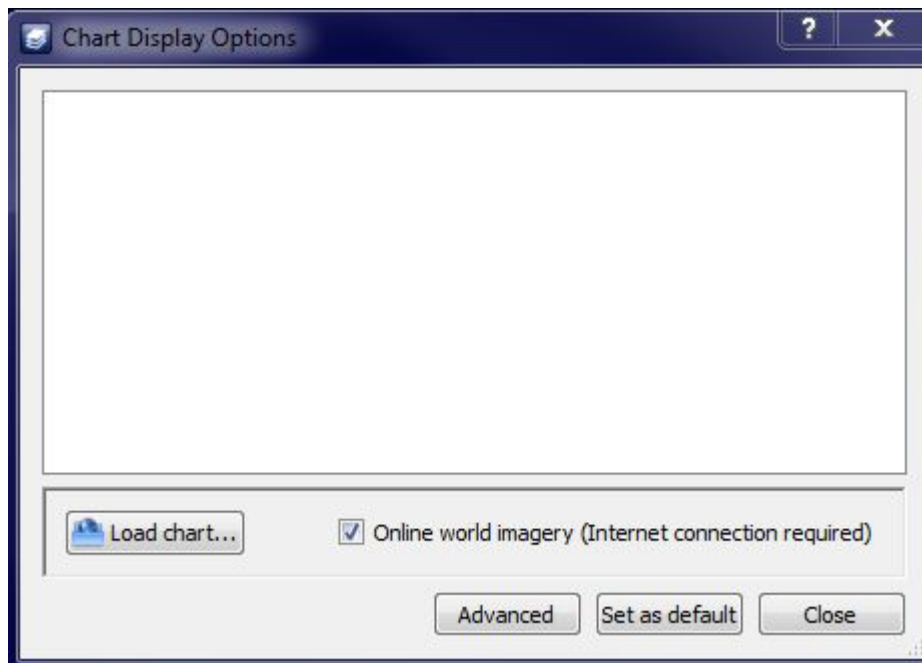 Chart Display Options
? X
Load chart...
Online world imagery (Internet connection required)
Advanced
Set as default
Close